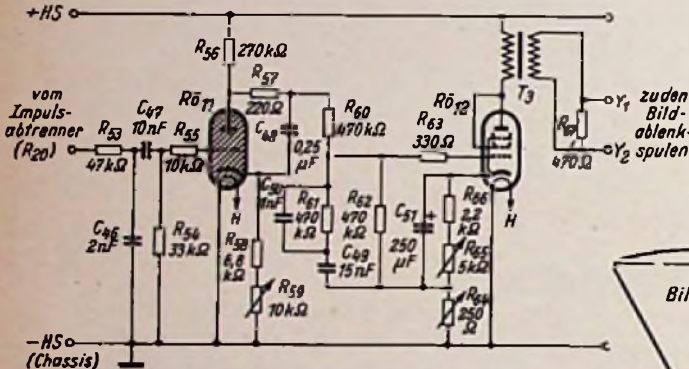 +HS
R56
270kΩ
R57
220Ω
vom
Impuls-
abtrenner
(R20)
R53
47kΩ
C47
10nF
R55
10kΩ
Rö11
C48
0,25
µF
R60
470kΩ
R63
330Ω
Rö12
T3
Y1
Y2
zu den
Bild-
ablenk-
spulen
470Ω
C46
2nF
R54
33kΩ
H
R58
6,8
kΩ
R59
10kΩ
C50
R61
470
kΩ
R62
470
kΩ
C49
15nF
C51
+
250
µF
R66
2,2
kΩ
R65
5kΩ
R64
250
Ω
H
-HS
(Chassis)
Bil